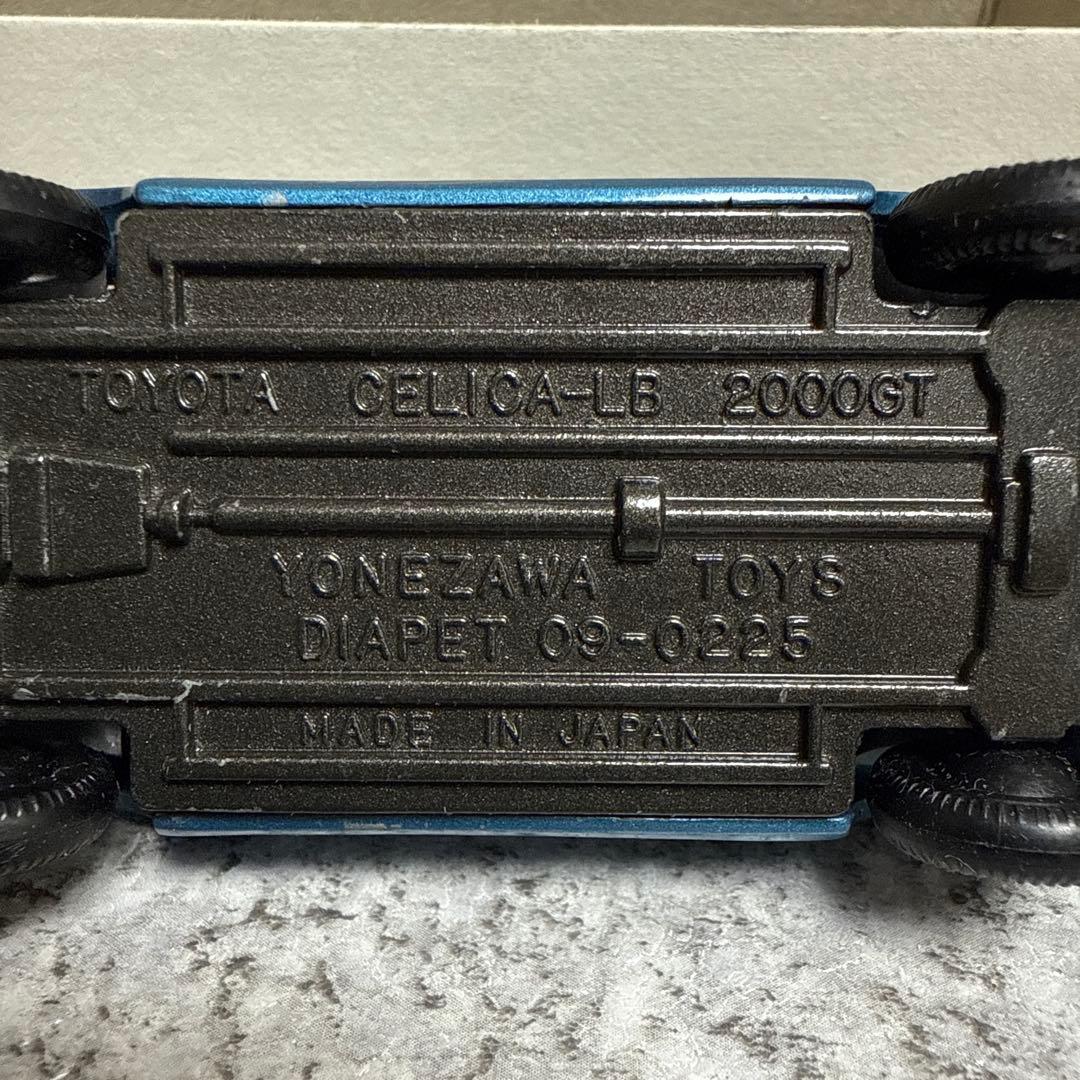 TOYOTA CELICA-LB 2000GT
YONEZAWA TOYS
DIAPET 09-0225
MADE IN JAPAN